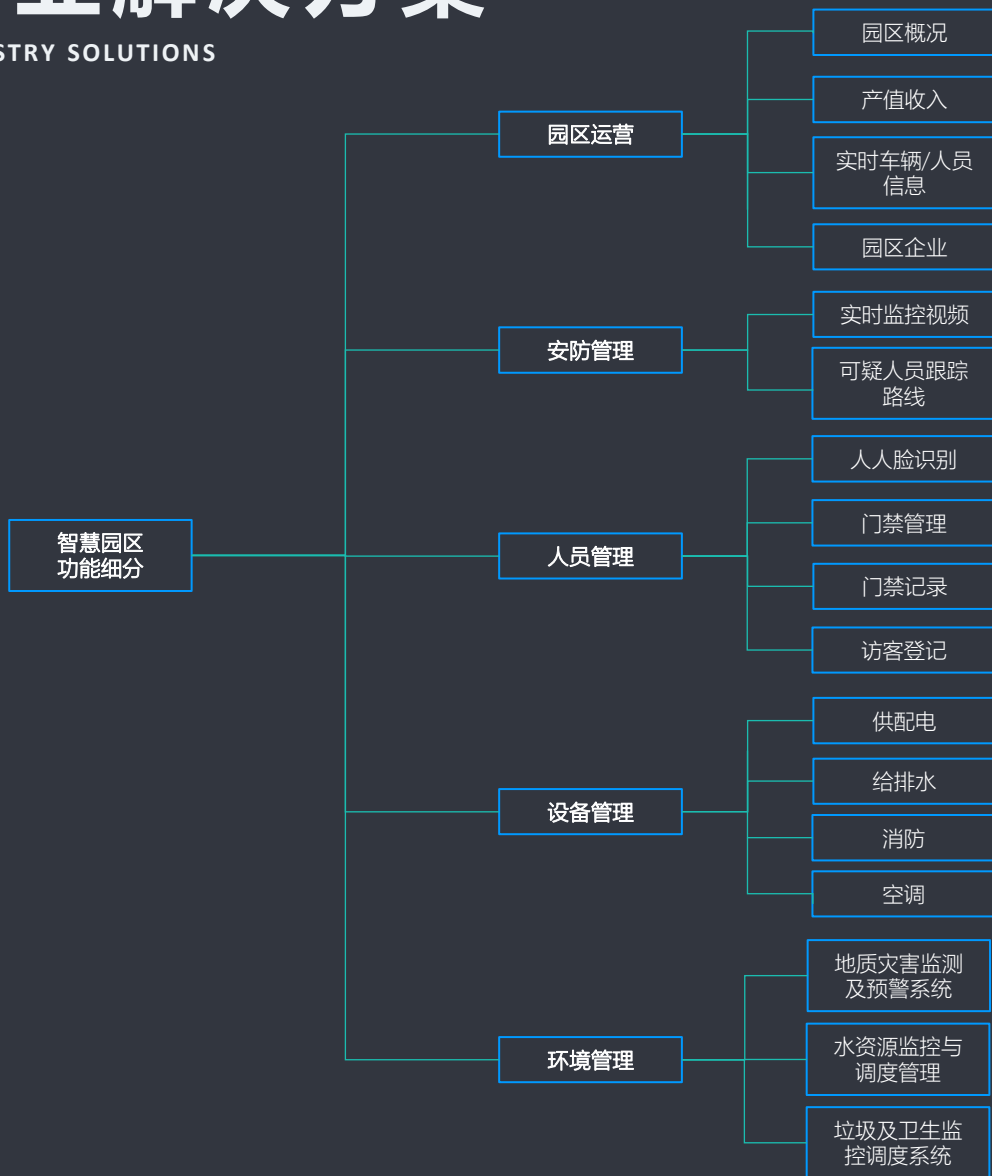 业解决方案
STRY SOLUTIONS
园区概况
产值收入
园区运营
实时车辆/人员
信息
园区企业
实时监控视频
安防管理
可疑人员跟踪
路线
人人脸识别
门禁管理
智慧园区
功能细分
人员管理
门禁记录
访客登记
供配电
给排水
设备管理
消防
空调
地质灾害监测
及预警系统
环境管理
水资源监控与
调度管理
垃圾及卫生监
控调度系统